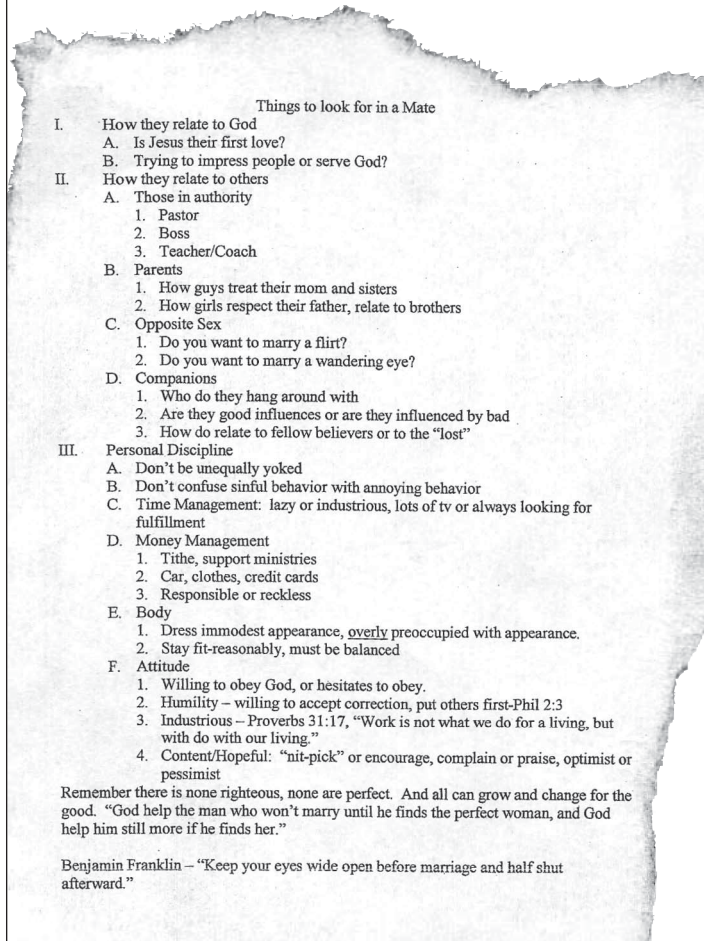 Things to look for in a Mate
I. How they relate to God
A. Is Jesus their first love?
B. Trying to impress people or serve God?
II. How they relate to others
A. Those in authority
1. Pastor
2. Boss
3. Teacher/Coach
B. Parents
1. How guys treat their mom and sisters
2. How girls respect their father, relate to brothers
C. Opposite Sex
1. Do you want to marry a flirt?
2. Do you want to marry a wandering eye?
D. Companions
1. Who do they hang around with
2. Are they good influences or are they influenced by bad
3. How do relate to fellow believers or to the “lost”
III. Personal Discipline
A. Don’t be unequally yoked
B. Don’t confuse sinful behavior with annoying behavior
C. Time Management: lazy or industrious, lots of tv or always looking for
fulfillment
D. Money Management
1. Tithe, support ministries
2. Car, clothes, credit cards
3. Responsible or reckless
E. Body
1. Dress immodest appearance, overly preoccupied with appearance.
2. Stay fit-reasonably, must be balanced
F. Attitude
1. Willing to obey God, or hesitates to obey.
2. Humility – willing to accept correction, put others first-Phil 2:3
3. Industrious – Proverbs 31:17, “Work is not what we do for a living, but
with do with our living.”
4. Content/Hopeful: “nit-pick” or encourage, complain or praise, optimist or
pessimist
Remember there is none righteous, none are perfect. And all can grow and change for the
good. “God help the man who won’t marry until he finds the perfect woman, and God
help him still more if he finds her.”
Benjamin Franklin – “Keep your eyes wide open before marriage and half shut
afterward.”